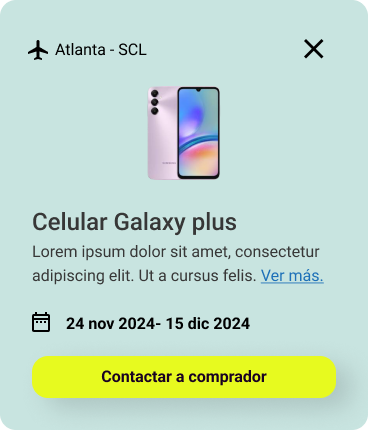 Atlanta - SCL
Celular Galaxy plus
Lorem ipsum dolor sit amet, consectetur
adipiscing elit. Ut a cursus felis. Ver más.
24 nov 2024- 15 dic 2024
Contactar a comprador